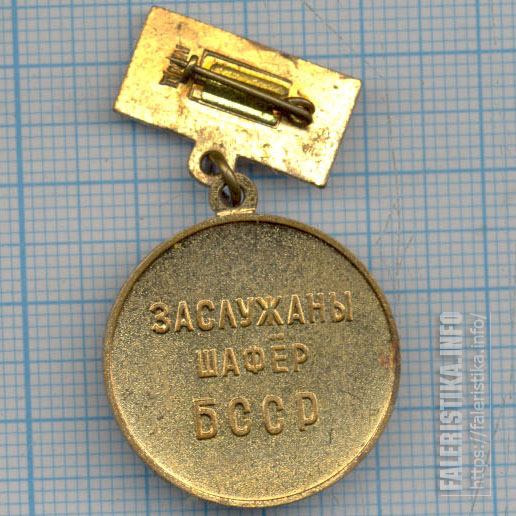 ЗАСЛУЖАНЫ
ШАФЁР
БССР
FALERISTIKA.INFO
https://faleristika.info/